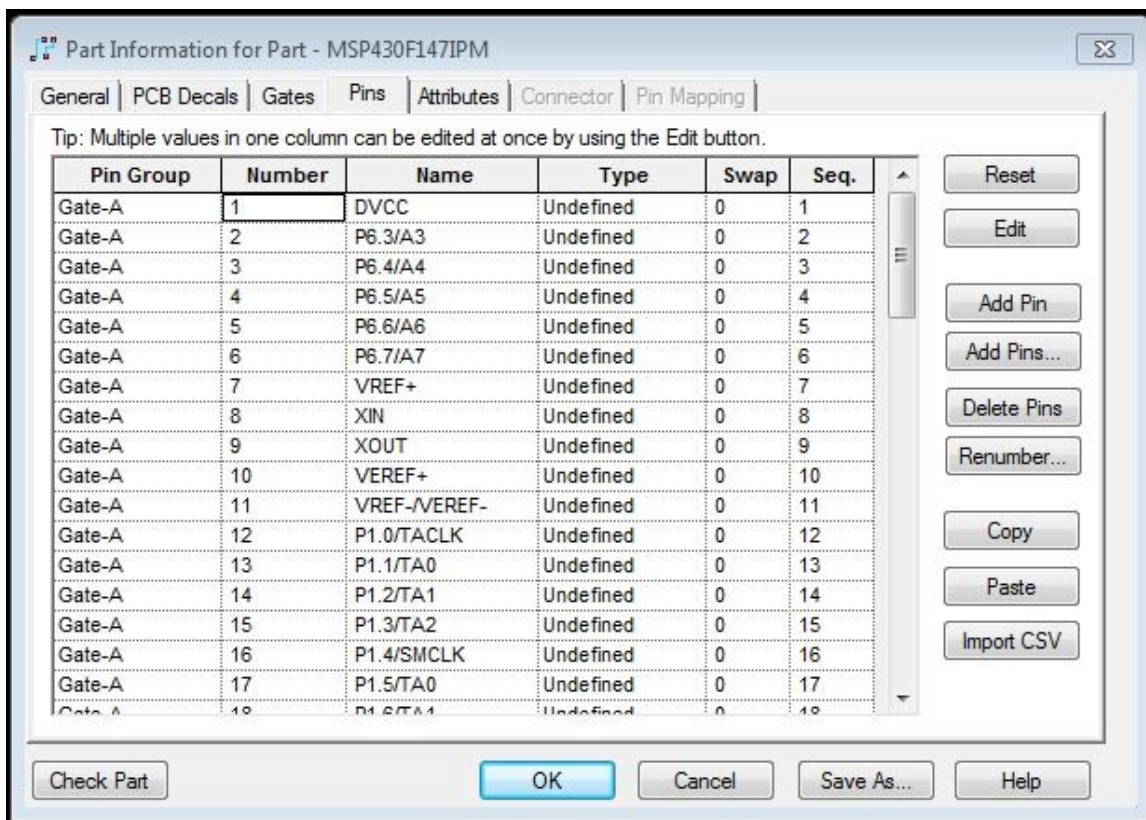 Part Information for Part - MSP430F147IPM
General PCB Decals Gates Pins Attributes Connector Pin Mapping
Tip: Multiple values in one column can be edited at once by using the Edit button.
Pin Group Number Name Type Swap Seq.
Gate-A 1 DVCC Undefined 0 1
Gate-A 2 P6.3/A3 Undefined 0 2
Gate-A 3 P6.4/A4 Undefined 0 3
Gate-A 4 P6.5/A5 Undefined 0 4
Gate-A 5 P6.6/A6 Undefined 0 5
Gate-A 6 P6.7/A7 Undefined 0 6
Gate-A 7 VREF+ Undefined 0 7
Gate-A 8 XIN Undefined 0 8
Gate-A 9 XOUT Undefined 0 9
Gate-A 10 VEREF+ Undefined 0 10
Gate-A 11 VREF-/VEREF- Undefined 0 11
Gate-A 12 P1.0/TACLK Undefined 0 12
Gate-A 13 P1.1/TA0 Undefined 0 13
Gate-A 14 P1.2/TA1 Undefined 0 14
Gate-A 15 P1.3/TA2 Undefined 0 15
Gate-A 16 P1.4/SMCLK Undefined 0 16
Gate-A 17 P1.5/TA0 Undefined 0 17
Gate-A 18 P1.6/TA1 Undefined 0 18
Reset
Edit
Add Pin
Add Pins...
Delete Pins
Renumber...
Copy
Paste
Import CSV
Check Part OK Cancel Save As... Help